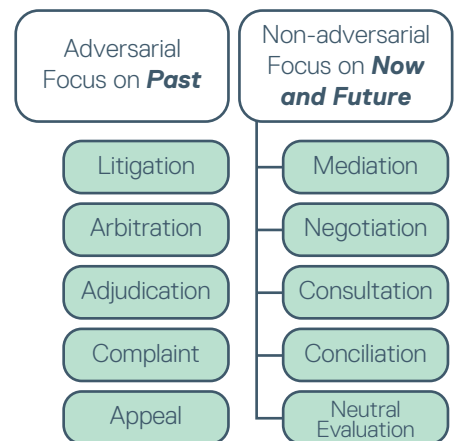 Adversarial
Focus on Past
Litigation
Arbitration
Adjudication
Complaint
Appeal
Non-adversarial
Focus on Now
and Future
Mediation
Negotiation
Consultation
Conciliation
Neutral
Evaluation